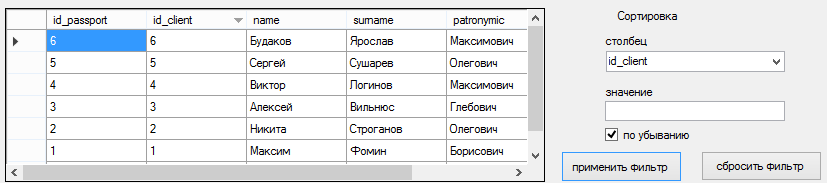 id_passport id_client name surname patronymic
6 6 Будаков Ярослав Максимович
5 5 Сергей Сушарев Олегович
4 4 Виктор Логинов Максимович
3 3 Алексей Вильнюс Глебович
2 2 Никита Строганов Олегович
1 1 Максим Фомин Борисович
Сортировка
столбец
id_client
значение
по убыванию
применить фильтр сбросить фильтр